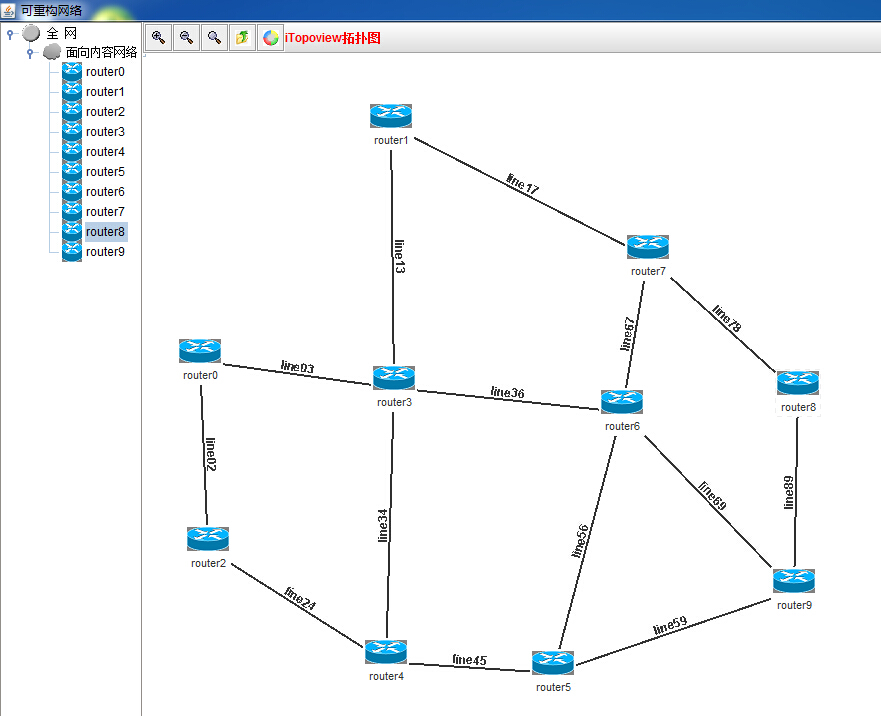 可重构网络
全 网
面向内容网络
router0
router1
router2
router3
router4
router5
router6
router7
router8
router9
iTopoview拓扑图
router1
line17
line13
router7
line67
line78
router0
line03
router3
line36
router6
router8
line02
line34
line56
line69
line89
router2
line24
router9
line59
router4
line45
router5